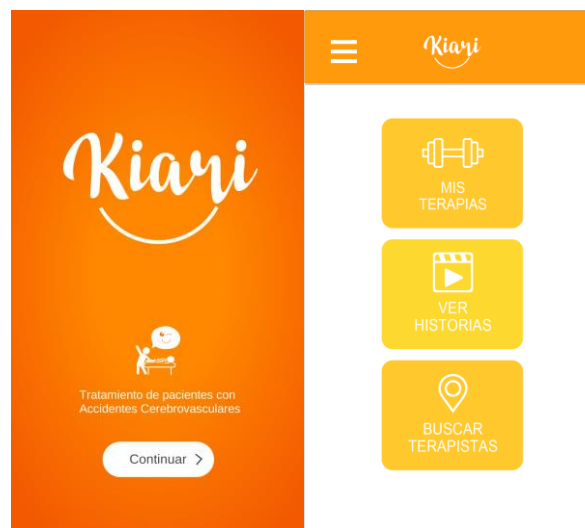 Kiari
Tratamiento de pacientes con
Accidentes Cerebrovasculares
Continuar
Kiari
MIS
TERAPIAS
VER
HISTORIAS
BUSCAR
TERAPISTAS